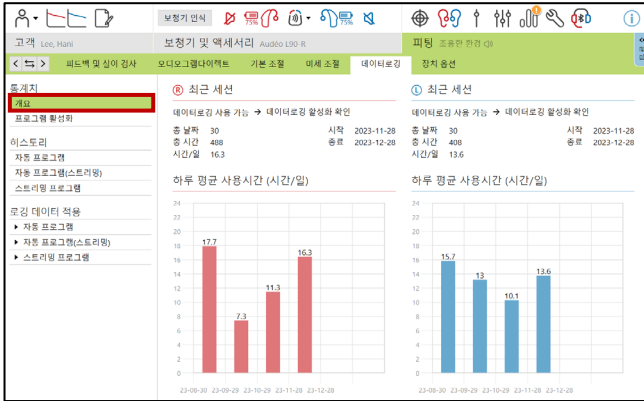 보청기 인식
75%
75%
고객 Lee, Hani
보청기 및 액세서리 Audéo L90-R
피팅 조용한 환경
피드백 및 실이 검사
오디오그램다이렉트
기본 조절
미세 조절
데이터로깅
장치 옵션
통계치
개요
프로그램 활성화
히스토리
자동 프로그램
자동 프로그램(스트리밍)
스트리밍 프로그램
로깅 데이터 적용
자동 프로그램
자동 프로그램(스트리밍)
스트리밍 프로그램
R 최근 세션
데이터로깅 사용 가능 → 데이터로깅 활성화 확인
총 날짜 30 시작 2023-11-28
총 시간 488 종료 2023-12-28
시간/일 16.3
하루 평균 사용시간 (시간/일)
24
22
20
18
16
14
12
10
8
6
4
2
0
17.7
7.3
11.3
16.3
23-08-30 23-09-29 23-10-29 23-11-28 23-12-28
L 최근 세션
데이터로깅 사용 가능 → 데이터로깅 활성화 확인
총 날짜 30 시작 2023-11-28
총 시간 408 종료 2023-12-28
시간/일 13.6
하루 평균 사용시간 (시간/일)
24
22
20
18
16
14
12
10
8
6
4
2
0
15.7
13
10.1
13.6
23-08-30 23-09-29 23-10-29 23-11-28 23-12-28